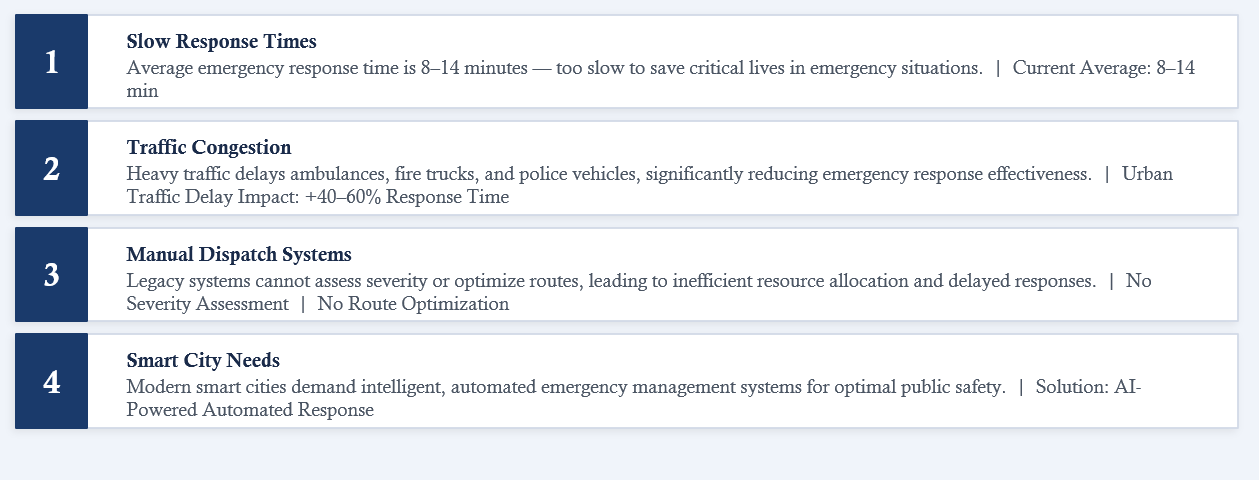 1
Slow Response Times
Average emergency response time is 8–14 minutes — too slow to save critical lives in emergency situations. | Current Average: 8–14
min
2
Traffic Congestion
Heavy traffic delays ambulances, fire trucks, and police vehicles, significantly reducing emergency response effectiveness. | Urban
Traffic Delay Impact: +40–60% Response Time
3
Manual Dispatch Systems
Legacy systems cannot assess severity or optimize routes, leading to inefficient resource allocation and delayed responses. | No
Severity Assessment | No Route Optimization
4
Smart City Needs
Modern smart cities demand intelligent, automated emergency management systems for optimal public safety. | Solution: AI-
Powered Automated Response